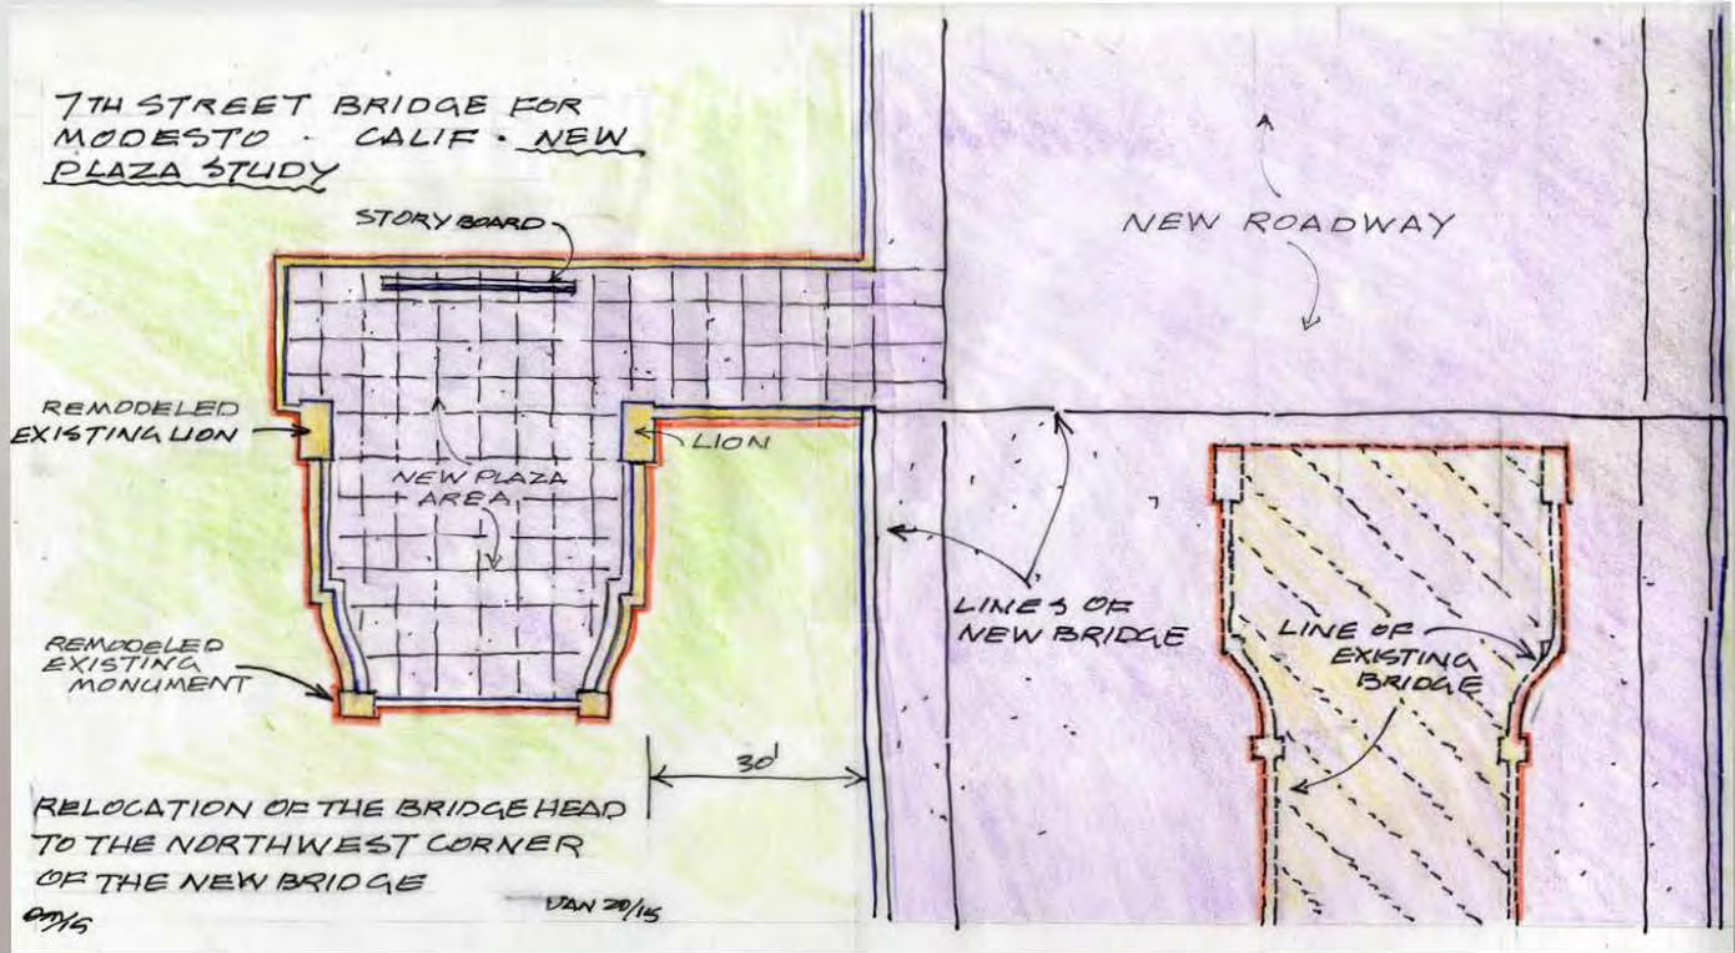 7TH STREET BRIDGE FOR
MODESTO · CALIF · NEW
PLAZA STUDY
STORY BOARD
NEW ROADWAY
REMODELED
EXISTING LION
LION
NEW PLAZA
AREA
LINES OF
NEW BRIDGE
LINE OF
EXISTING
BRIDGE
REMODELED
EXISTING
MONUMENT
30'
RELOCATION OF THE BRIDGEHEAD
TO THE NORTHWEST CORNER
OF THE NEW BRIDGE
JAN 20/15